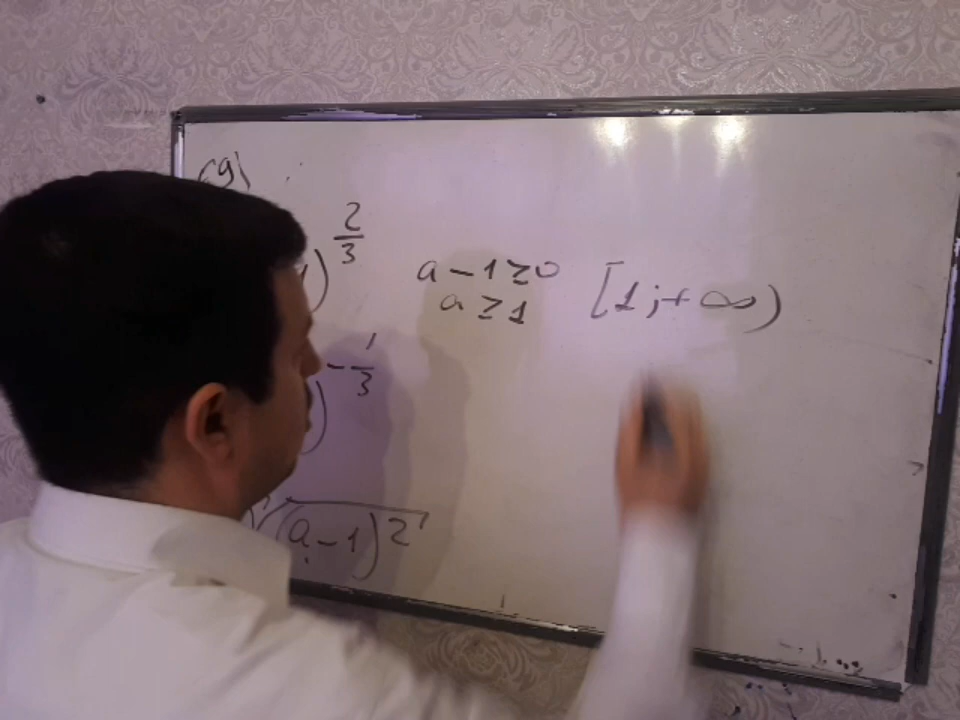 )^{2/3}
a - 1 ≥ 0
a ≥ 1
[1; +∞)
)^{-1/3}
√(a-1)^2